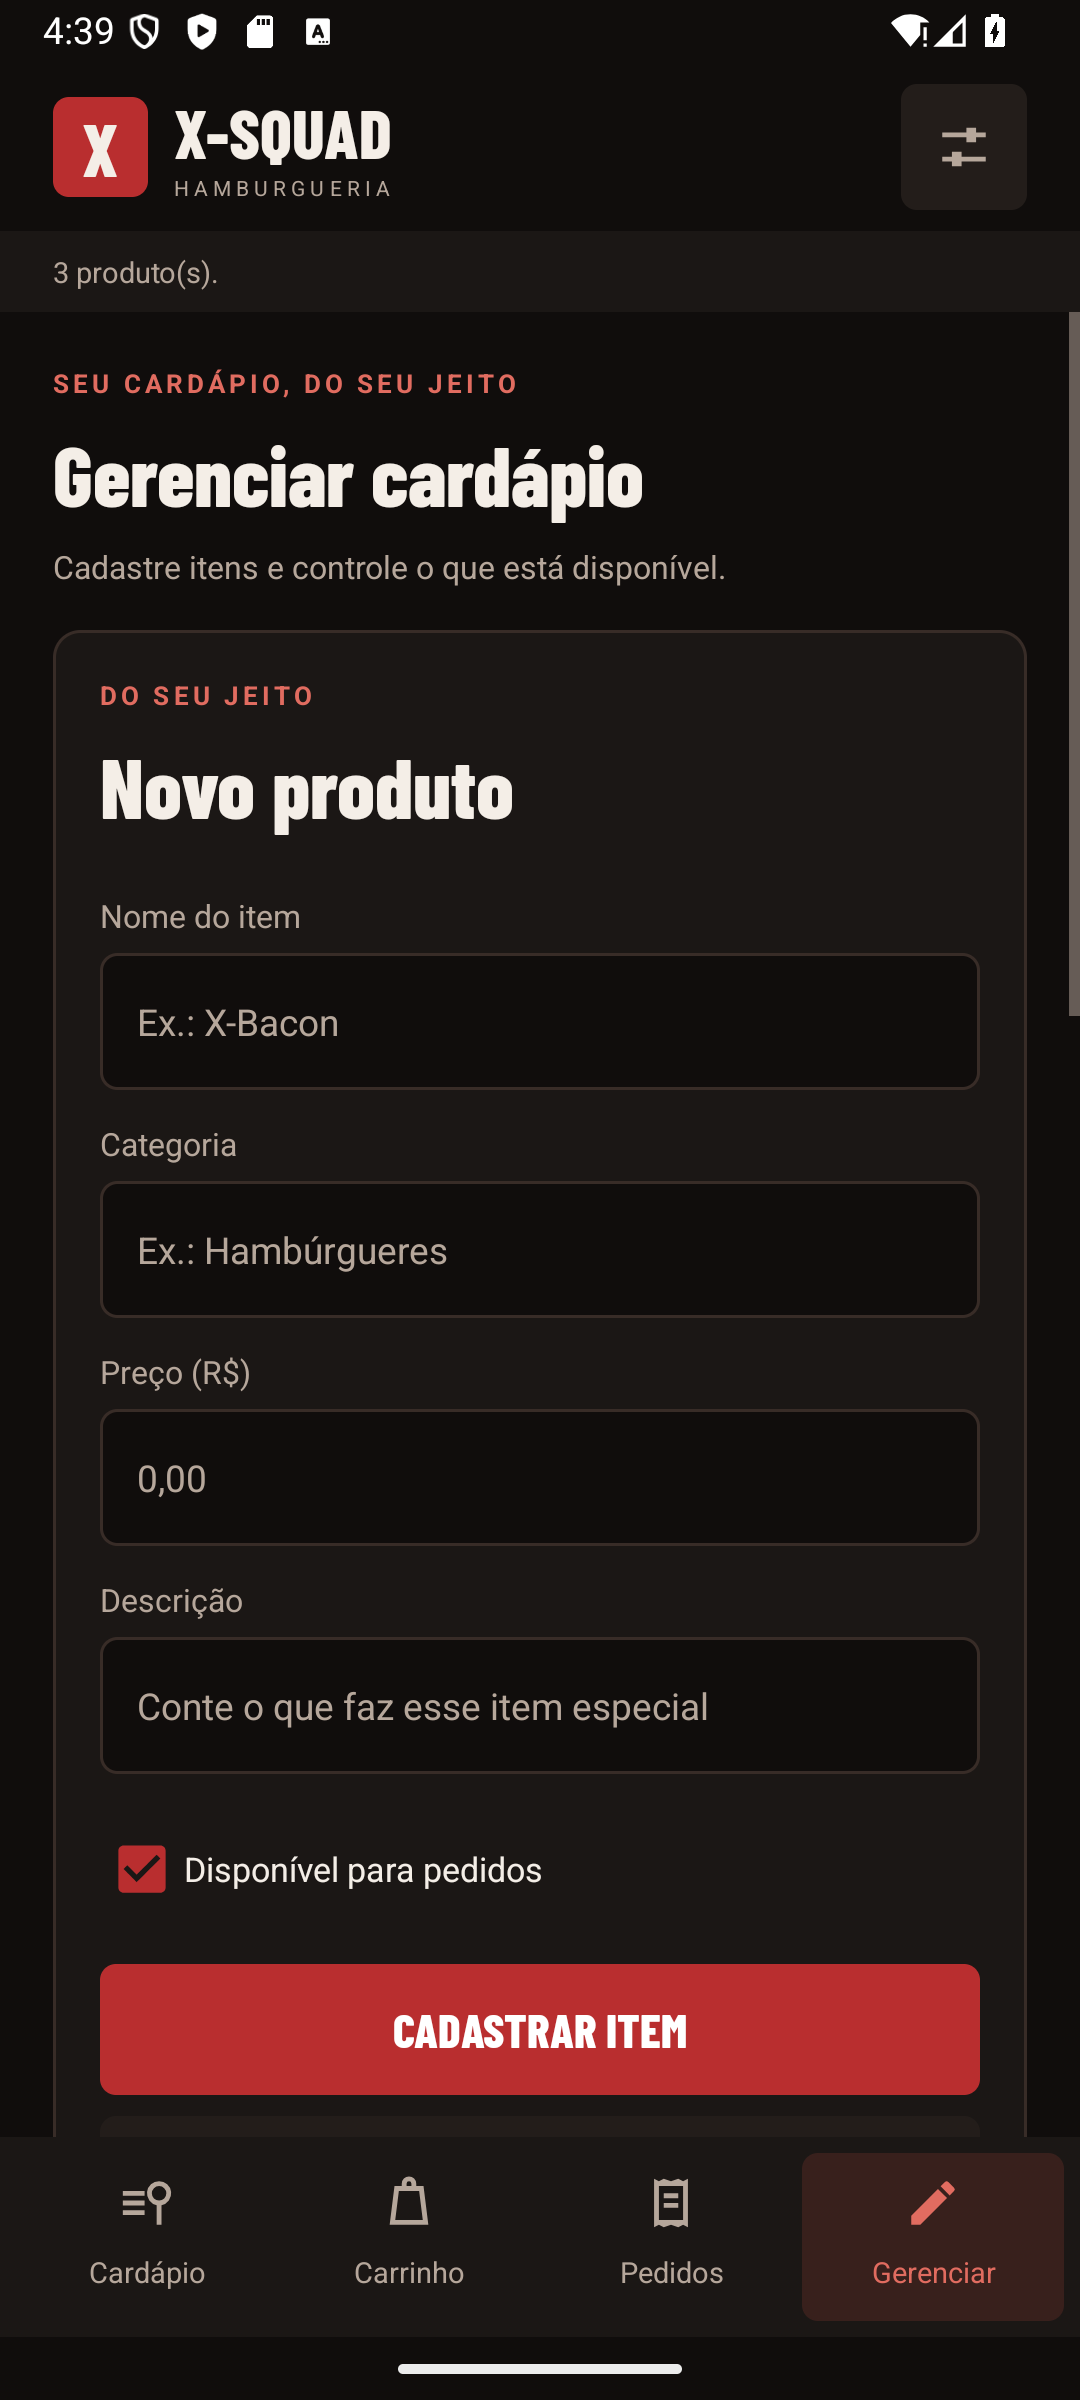 4:39
X
X-SQUAD
HAMBURGUERIA
3 produto(s).
SEU CARDÁPIO, DO SEU JEITO
Gerenciar cardápio
Cadastre itens e controle o que está disponível.
DO SEU JEITO
Novo produto
Nome do item
Ex.: X-Bacon
Categoria
Ex.: Hambúrgueres
Preço (R$)
0,00
Descrição
Conte o que faz esse item especial
Disponível para pedidos
CADASTRAR ITEM
Cardápio
Carrinho
Pedidos
Gerenciar